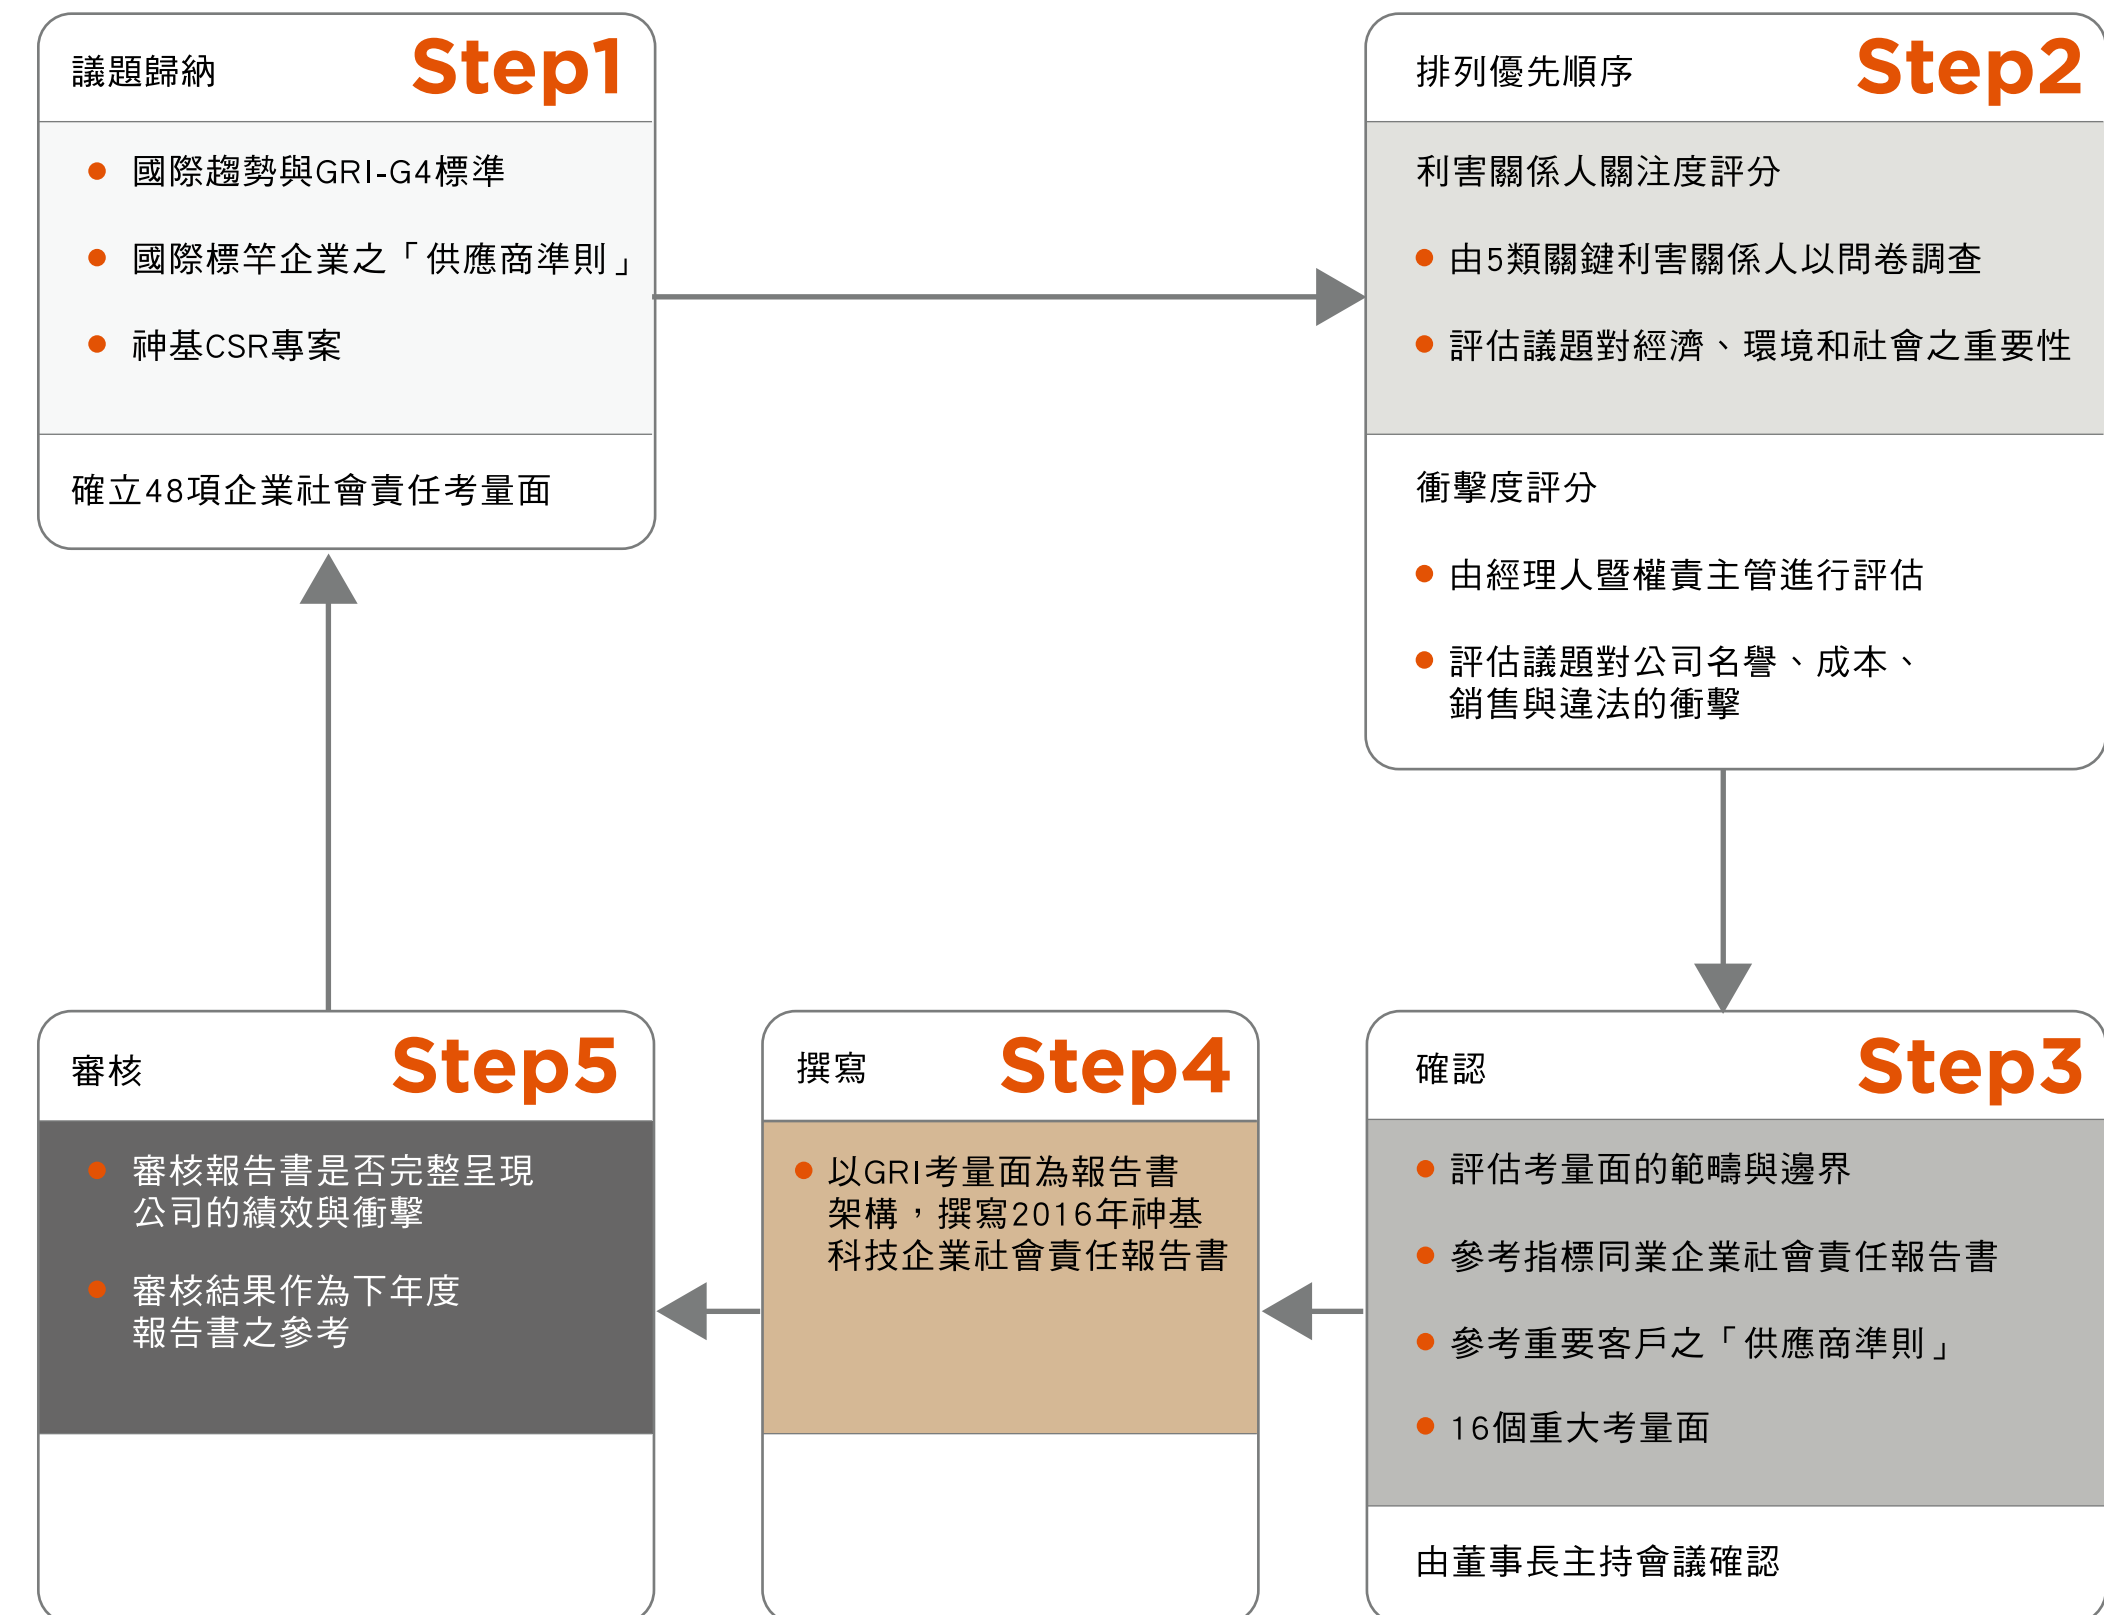 議題歸納
Step1
● 國際趨勢與GRI-G4標準
● 國際標竿企業之「供應商準則」
● 神基CSR專案
確立48項企業社會責任考量面
排列優先順序
Step2
利害關係人關注度評分
● 由5類關鍵利害關係人以問卷調查
● 評估議題對經濟、環境和社會之重要性
衝擊度評分
● 由經理人暨權責主管進行評估
● 評估議題對公司名譽、成本、
銷售與違法的衝擊
確認
Step3
● 評估考量面的範疇與邊界
● 參考指標同業企業社會責任報告書
● 參考重要客戶之「供應商準則」
● 16個重大考量面
由董事長主持會議確認
撰寫
Step4
● 以GRI考量面為報告書
架構，撰寫2016年神基
科技企業社會責任報告書
審核
Step5
● 審核報告書是否完整呈現
公司的績效與衝擊
● 審核結果作為下年度
報告書之參考